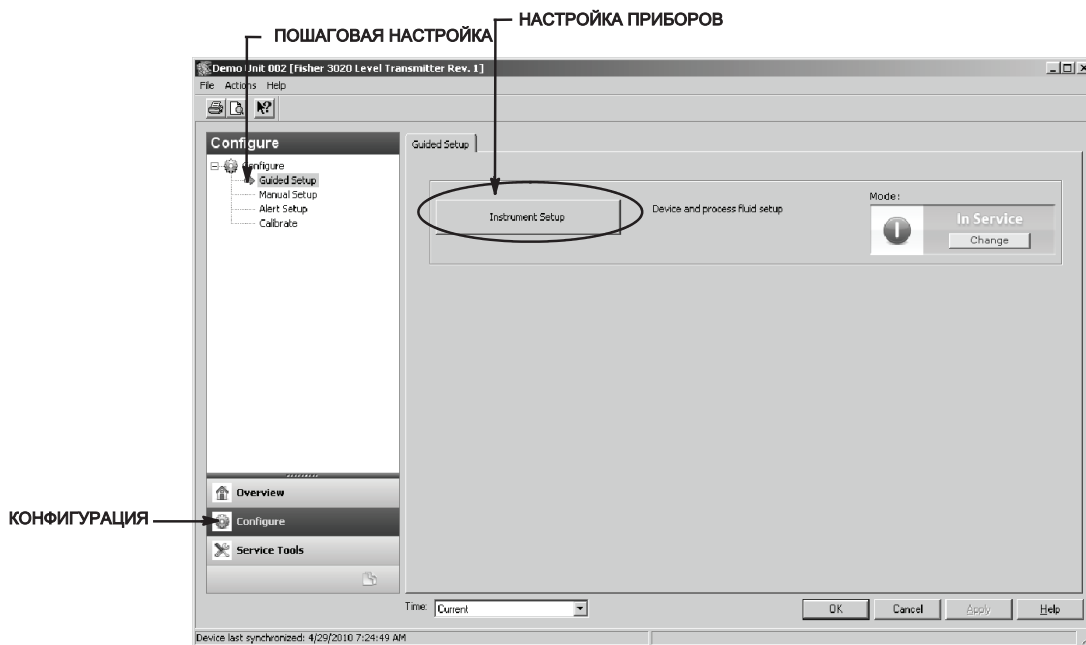 НАСТРОЙКА ПРИБОРОВ
ПОШАГОВАЯ НАСТРОЙКА
Demo Unit 002 [Fisher 3020 Level Transmitter Rev. 1]
File Actions Help
Configure
Guided Setup
Configure
Guided Setup
Manual Setup
Alert Setup
Calibrate
Instrument Setup
Device and process fluid setup
Mode:
In Service
Change
Overview
КОНФИГУРАЦИЯ
Configure
Service Tools
Time: Current
OK Cancel Apply Help
Device last synchronized: 4/29/2010 7:24:49 AM